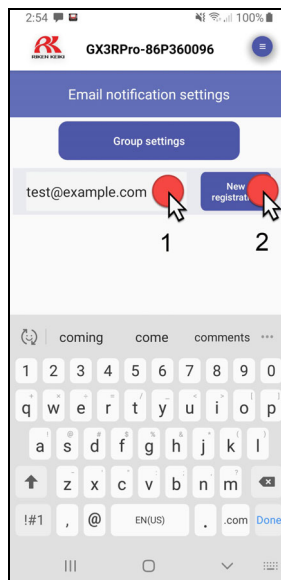 2:54 100%
RIKEN KEIKI GX3RPro-86P360096
Email notification settings
Group settings
test@example.com
New
1 2
coming come comments
1 2 3 4 5 6 7 8 9 0
q w e r t y u i o p
a s d f g h j k l
z x c v b n m
!#1 , @ EN(US) . .com Done